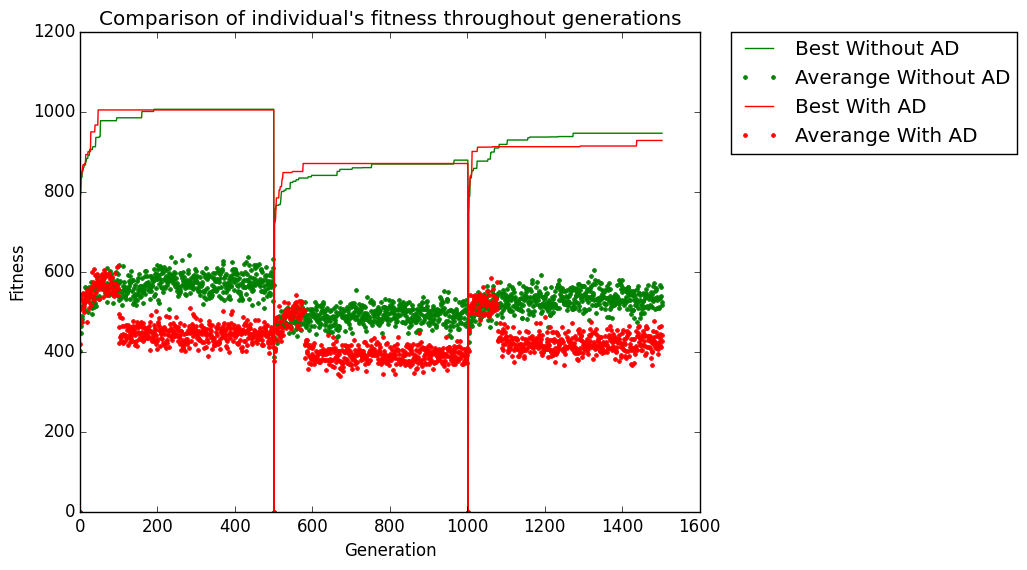 Comparison of individual's fitness throughout generations
1200
1000
800
600
400
200
0
Fitness
0 200 400 600 800 1000 1200 1400 1600
Generation
Best Without AD
Averange Without AD
Best With AD
Averange With AD